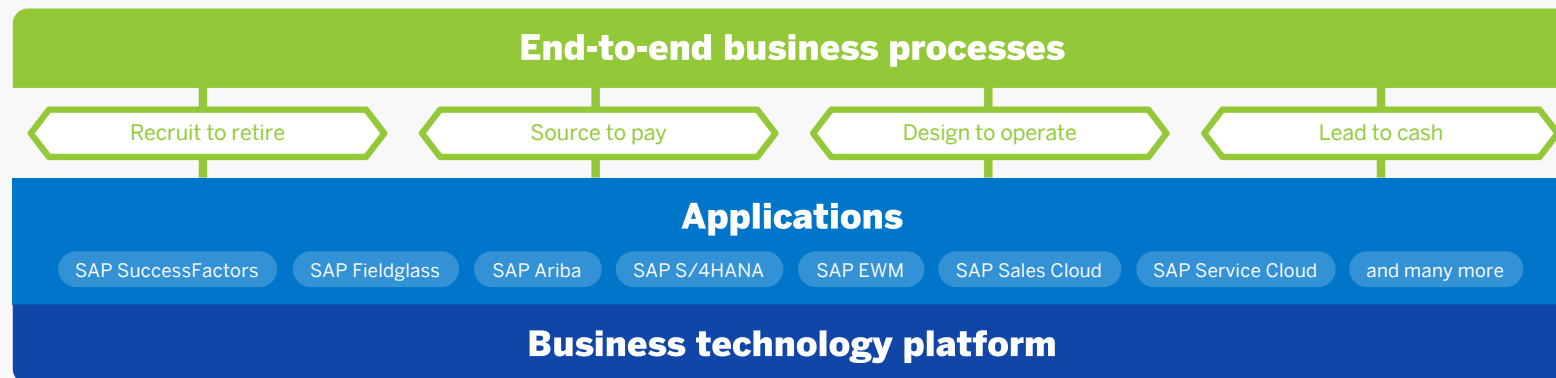 End-to-end business processes
Recruit to retire
Source to pay
Design to operate
Lead to cash
Applications
SAP SuccessFactors
SAP Fieldglass
SAP Ariba
SAP S/4HANA
SAP EWM
SAP Sales Cloud
SAP Service Cloud
and many more
Business technology platform